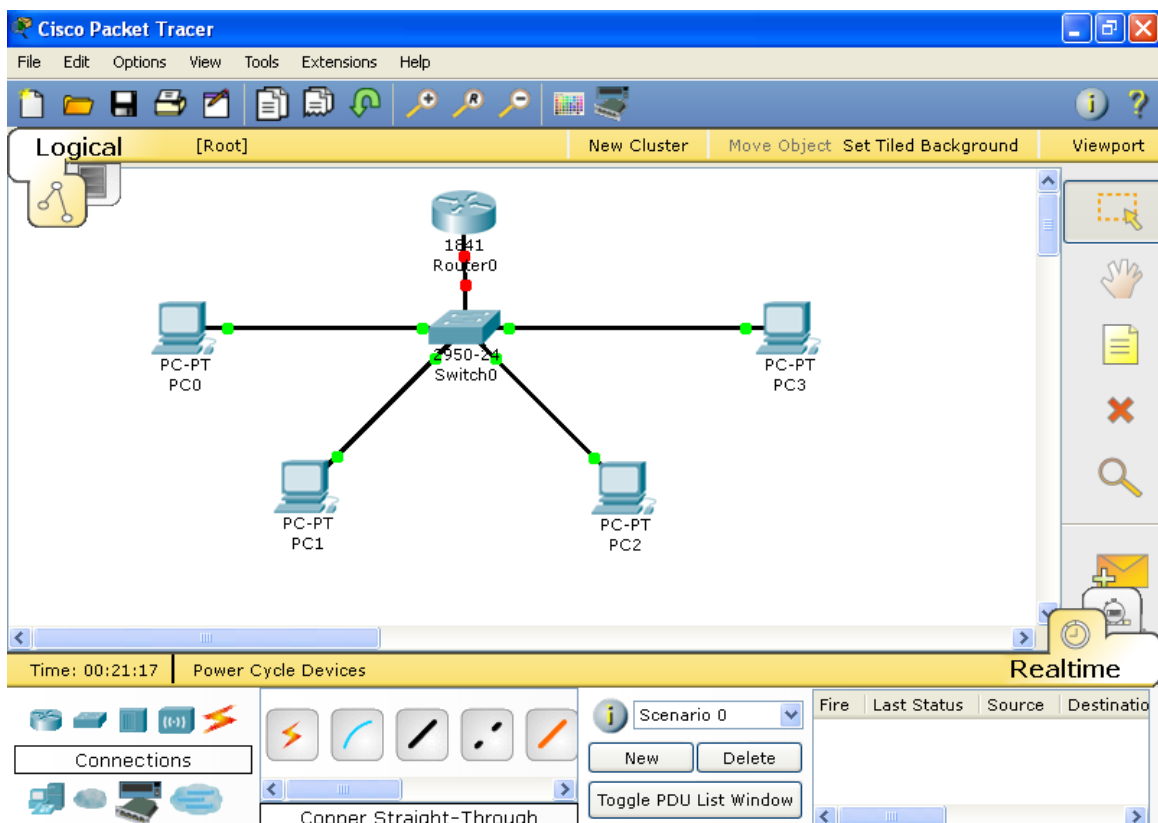 Cisco Packet Tracer
File Edit Options View Tools Extensions Help
R
i ?
Logical [Root] New Cluster Move Object Set Tiled Background Viewport
1841
Router0
PC-PT
PC0
2950-24
Switch0
PC-PT
PC3
PC-PT
PC1
PC-PT
PC2
Time: 00:21:17 Power Cycle Devices Realtime
i Scenario 0 Fire Last Status Source Destinatio
Connections New Delete
Toggle PDU List Window
Copper Straight-Through